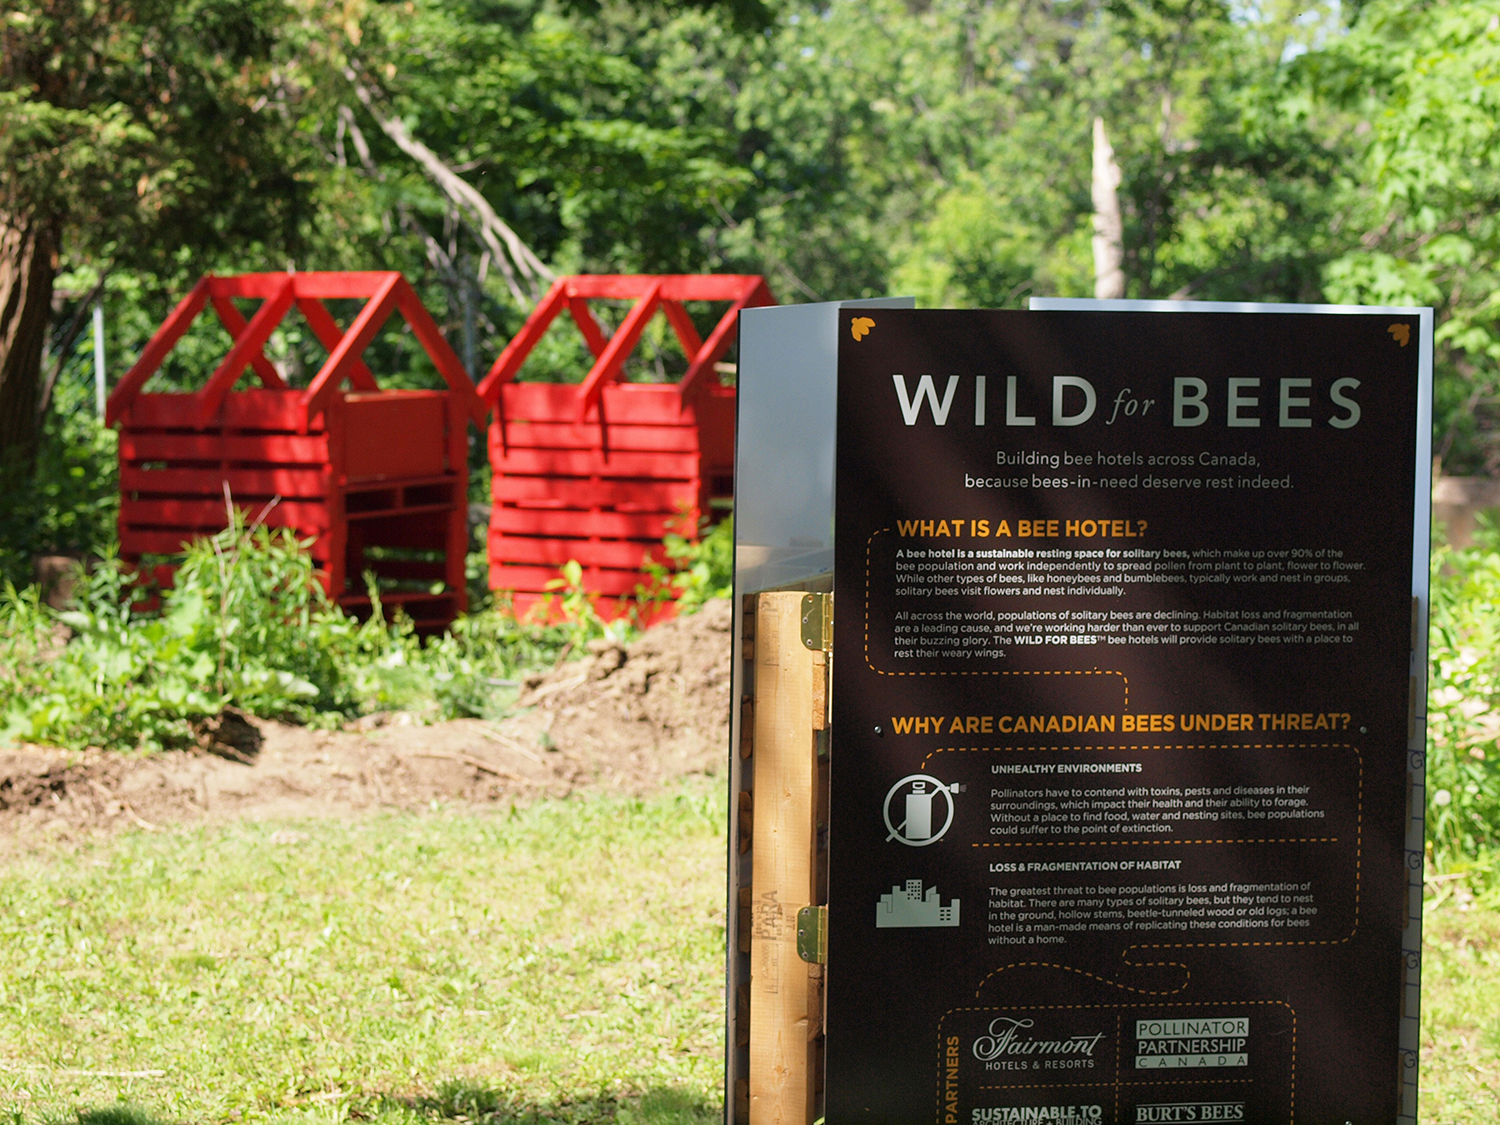 WILD for BEES
Building bee hotels across Canada,
because bees-in-need deserve rest indeed.
WHAT IS A BEE HOTEL?
A bee hotel is a sustainable resting space for solitary bees, which make up over 90% of the
bee population and work independently to spread pollen from plant to plant, flower to flower.
While other types of bees, like honeybees and bumblebees, typically work and nest in groups,
solitary bees visit flowers and nest individually.
All across the world, populations of solitary bees are declining. Habitat loss and fragmentation
are a leading cause, and we're working harder than ever to support Canadian solitary bees, in all
their buzzing glory. The WILD FOR BEES™ bee hotels will provide solitary bees with a place to
rest their weary wings.
WHY ARE CANADIAN BEES UNDER THREAT?
UNHEALTHY ENVIRONMENTS
Pollinators have to contend with toxins, pests and diseases in their
surroundings, which impact their health and their ability to forage.
Without a place to find food, water and nesting sites, bee populations
could suffer to the point of extinction.
LOSS & FRAGMENTATION OF HABITAT
The greatest threat to bee populations is loss and fragmentation of
habitat. There are many types of solitary bees, but they tend to nest
in the ground, hollow stems, beetle-tunneled wood or old logs; a bee
hotel is a man-made means of replicating these conditions for bees
without a home.
PARTNERS
Fairmont
HOTELS & RESORTS
POLLINATOR
PARTNERSHIP
CANADA
SUSTAINABLE.TO
ARCHITECTURE + BUILDING
BURT'S BEES